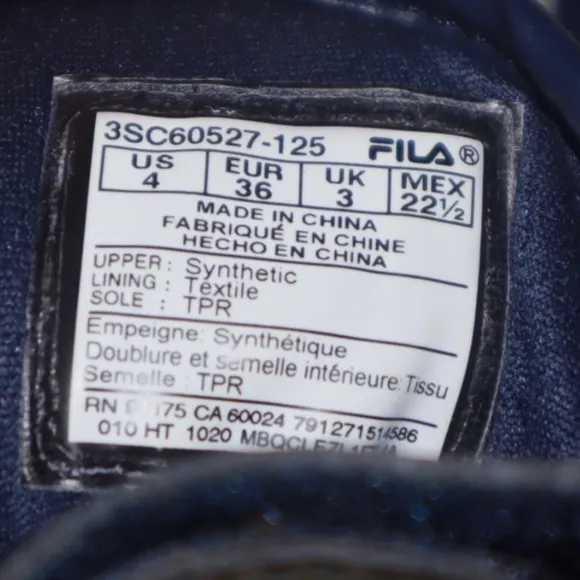 3SC60527-125 FILA®
US EUR UK MEX
4 36 3 22½
MADE IN CHINA
FABRIQUÉ EN CHINE
HECHO EN CHINA
UPPER : Synthetic
LINING : Textile
SOLE : TPR
Empeigne: Synthétique
Doublure et semelle intérieure: Tissu
Semelle : TPR
RN CA 60024
010 HT 1020